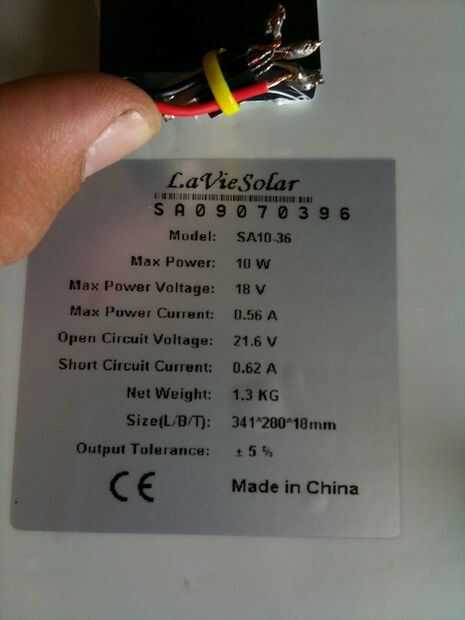 LaVieSolar
SA09070396
Model: SA10-36
Max Power: 10 W
Max Power Voltage: 18 V
Max Power Current: 0.56 A
Open Circuit Voltage: 21.6 V
Short Circuit Current: 0.62 A
Net Weight: 1.3 KG
Size(L/B/T): 341*280*18mm
Output Tolerance: ± 5 %
CE Made in China